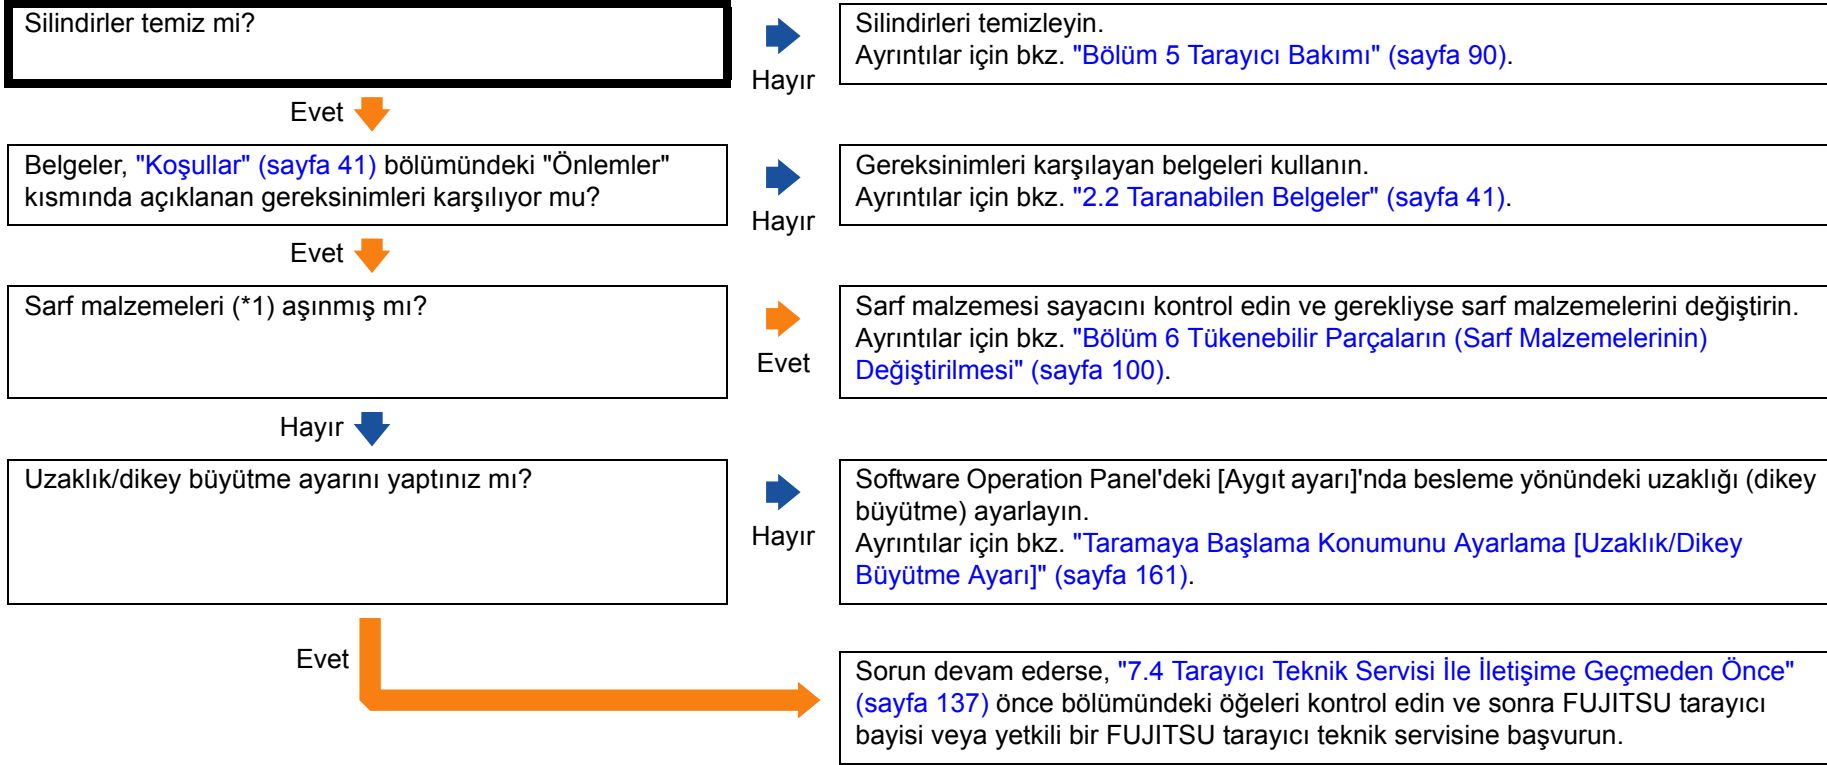 Silindirler temiz mi?
Hayır
Silindirleri temizleyin.
Ayrıntılar için bkz. "Bölüm 5 Tarayıcı Bakımı" (sayfa 90).
Evet
Belgeler, "Koşullar" (sayfa 41) bölümündeki "Önlemler"
kısmında açıklanan gereksinimleri karşılıyor mu?
Hayır
Gereksinimleri karşılayan belgeleri kullanın.
Ayrıntılar için bkz. "2.2 Taranabilen Belgeler" (sayfa 41).
Evet
Sarf malzemeleri (*1) aşınmış mı?
Evet
Sarf malzemesi sayacını kontrol edin ve gerekliyse sarf malzemelerini değiştirin.
Ayrıntılar için bkz. "Bölüm 6 Tükenebilir Parçaların (Sarf Malzemelerinin)
Değiştirilmesi" (sayfa 100).
Hayır
Uzaklık/dikey büyütme ayarını yaptınız mı?
Hayır
Software Operation Panel'deki [Aygıt ayarı]'nda besleme yönündeki uzaklığı (dikey
büyütme) ayarlayın.
Ayrıntılar için bkz. "Taramaya Başlama Konumunu Ayarlama [Uzaklık/Dikey
Büyütme Ayarı]" (sayfa 161).
Evet
Sorun devam ederse, "7.4 Tarayıcı Teknik Servisi İle İletişime Geçmeden Önce"
(sayfa 137) önce bölümündeki öğeleri kontrol edin ve sonra FUJITSU tarayıcı
bayisi veya yetkili bir FUJITSU tarayıcı teknik servisine başvurun.